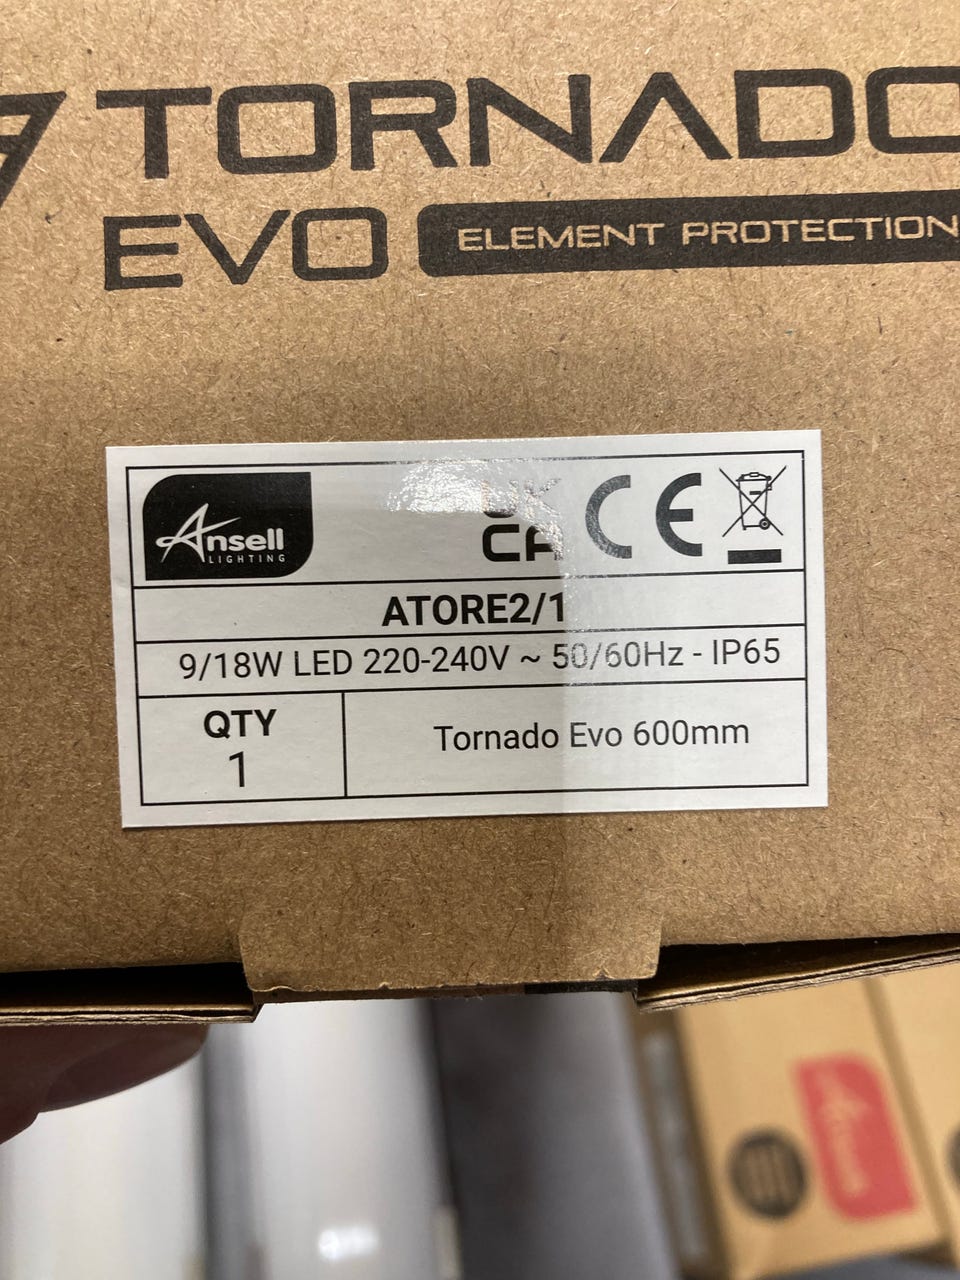 TORNADO
EVO ELEMENT PROTECTION
Ansell
LIGHTING
UK
CA CE
ATORE2/1
9/18W LED 220-240V ~ 50/60Hz - IP65
QTY
1
Tornado Evo 600mm